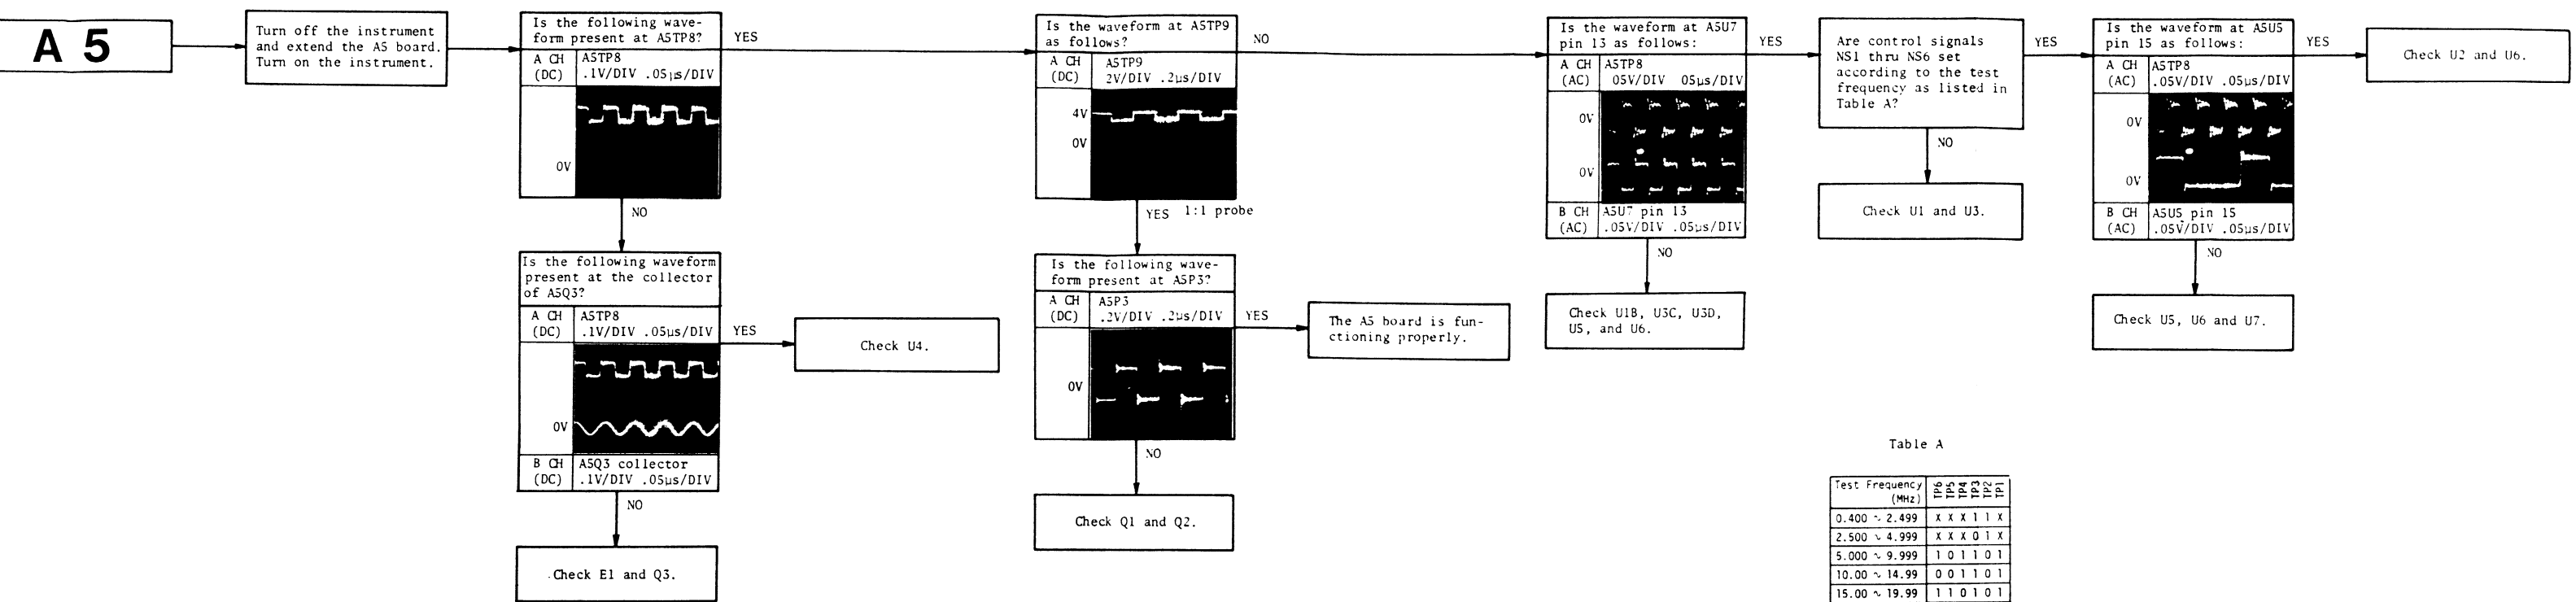 A 5
Turn off the instrument
and extend the A5 board.
Turn on the instrument.
Is the following wave-
form present at A5TP8?
A CH
(DC)
A5TP8
.1V/DIV .05µs/DIV
0V
YES
NO
Is the following waveform
present at the collector
of A5Q3?
A CH
(DC)
A5TP8
.1V/DIV .05µs/DIV
0V
B CH
(DC)
A5Q3 collector
.1V/DIV .05µs/DIV
YES
Check U4.
NO
Check E1 and Q3.
Is the waveform at A5TP9
as follows?
A CH
(DC)
A5TP9
2V/DIV .2µs/DIV
4V
0V
NO
YES 1:1 probe
Is the following wave-
form present at A5P3?
A CH
(DC)
A5P3
.2V/DIV .2µs/DIV
0V
YES
The A5 board is fun-
ctioning properly.
NO
Check Q1 and Q2.
Is the waveform at A5U7
pin 13 as follows:
A CH
(AC)
A5TP8
05V/DIV 05µs/DIV
0V
0V
B CH
(AC)
A5U7 pin 13
.05V/DIV .05µs/DIV
YES
NO
Check U1B, U3C, U3D,
U5, and U6.
Are control signals
NS1 thru NS6 set
according to the test
frequency as listed in
Table A?
YES
NO
Check U1 and U3.
Is the waveform at A5U5
pin 15 as follows:
A CH
(AC)
A5TP8
.05V/DIV .05µs/DIV
0V
0V
B CH
(AC)
A5U5 pin 15
.05V/DIV .05µs/DIV
YES
Check U2 and U6.
NO
Check U5, U6 and U7.
Table A
Test Frequency
(MHz)
TP6 TP5 TP4 TP3 TP2 TP1
0.400 ~ 2.499 X X X 1 1 X
2.500 ~ 4.999 X X X 0 1 X
5.000 ~ 9.999 1 0 1 1 0 1
10.00 ~ 14.99 0 0 1 1 0 1
15.00 ~ 19.99 1 1 0 1 0 1